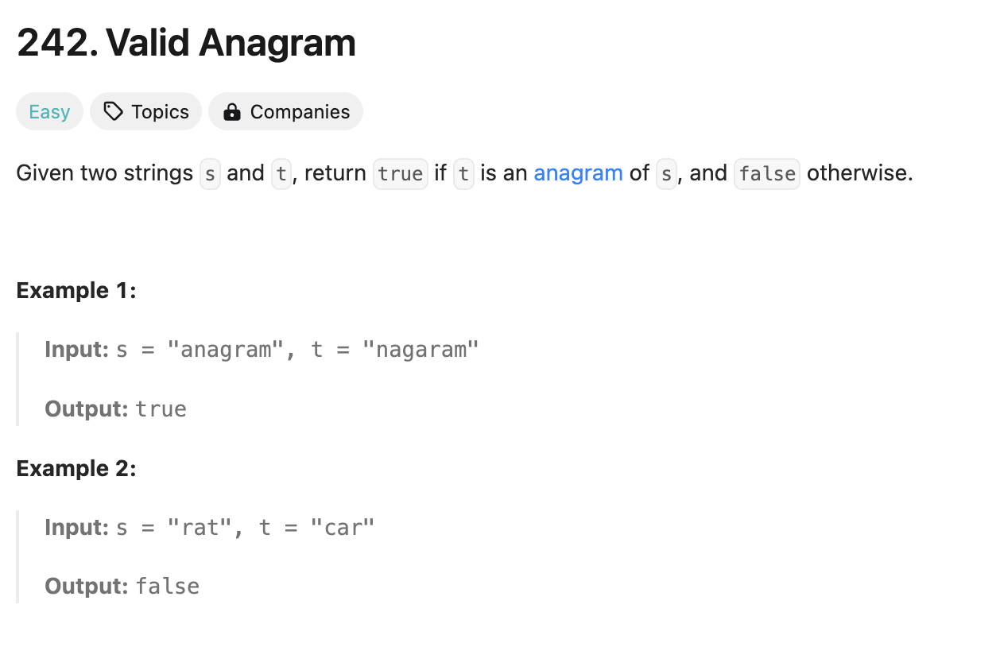 242. Valid Anagram
Easy Topics Companies
Given two strings s and t, return true if t is an anagram of s, and false otherwise.
Example 1:
Input: s = "anagram", t = "nagaram"
Output: true
Example 2:
Input: s = "rat", t = "car"
Output: false